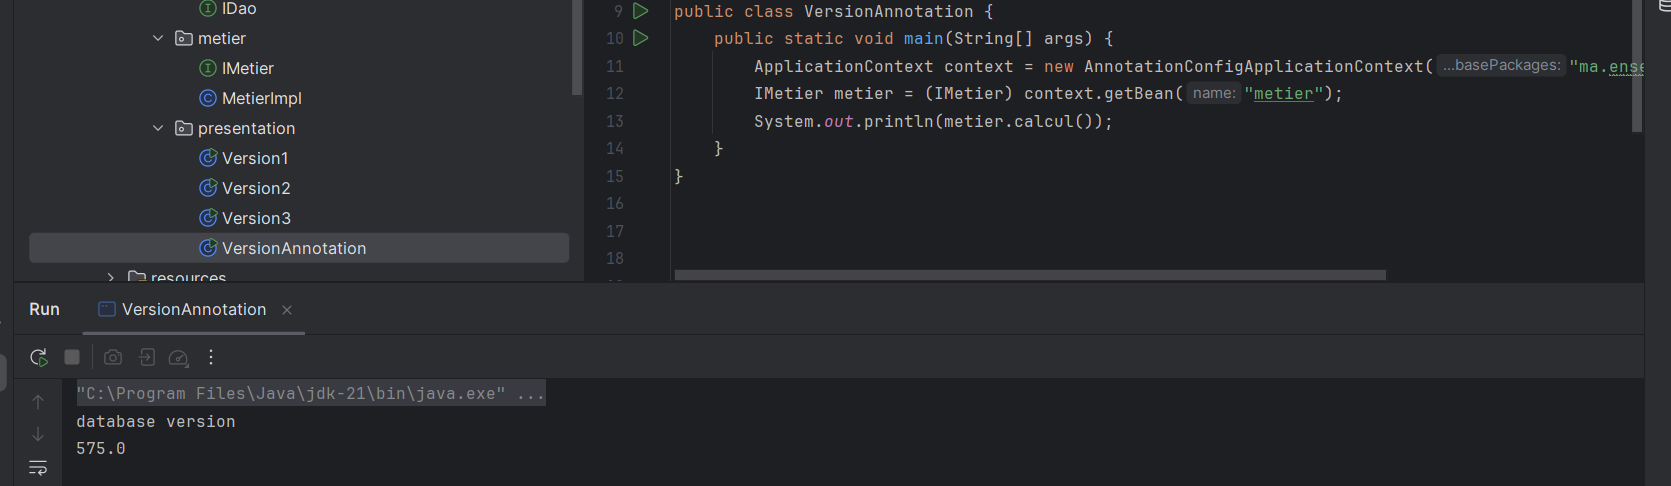 IDao
metier
IMetier
MetierImpl
presentation
Version1
Version2
Version3
VersionAnnotation
resources
9 public class VersionAnnotation {
10 public static void main(String[] args) {
11 ApplicationContext context = new AnnotationConfigApplicationContext( ...basePackages: "ma.ense
12 IMetier metier = (IMetier) context.getBean( name: "metier");
13 System.out.println(metier.calcul());
14 }
15 }
16
17
18
Run VersionAnnotation
"C:\Program Files\Java\jdk-21\bin\java.exe" ...
database version
575.0